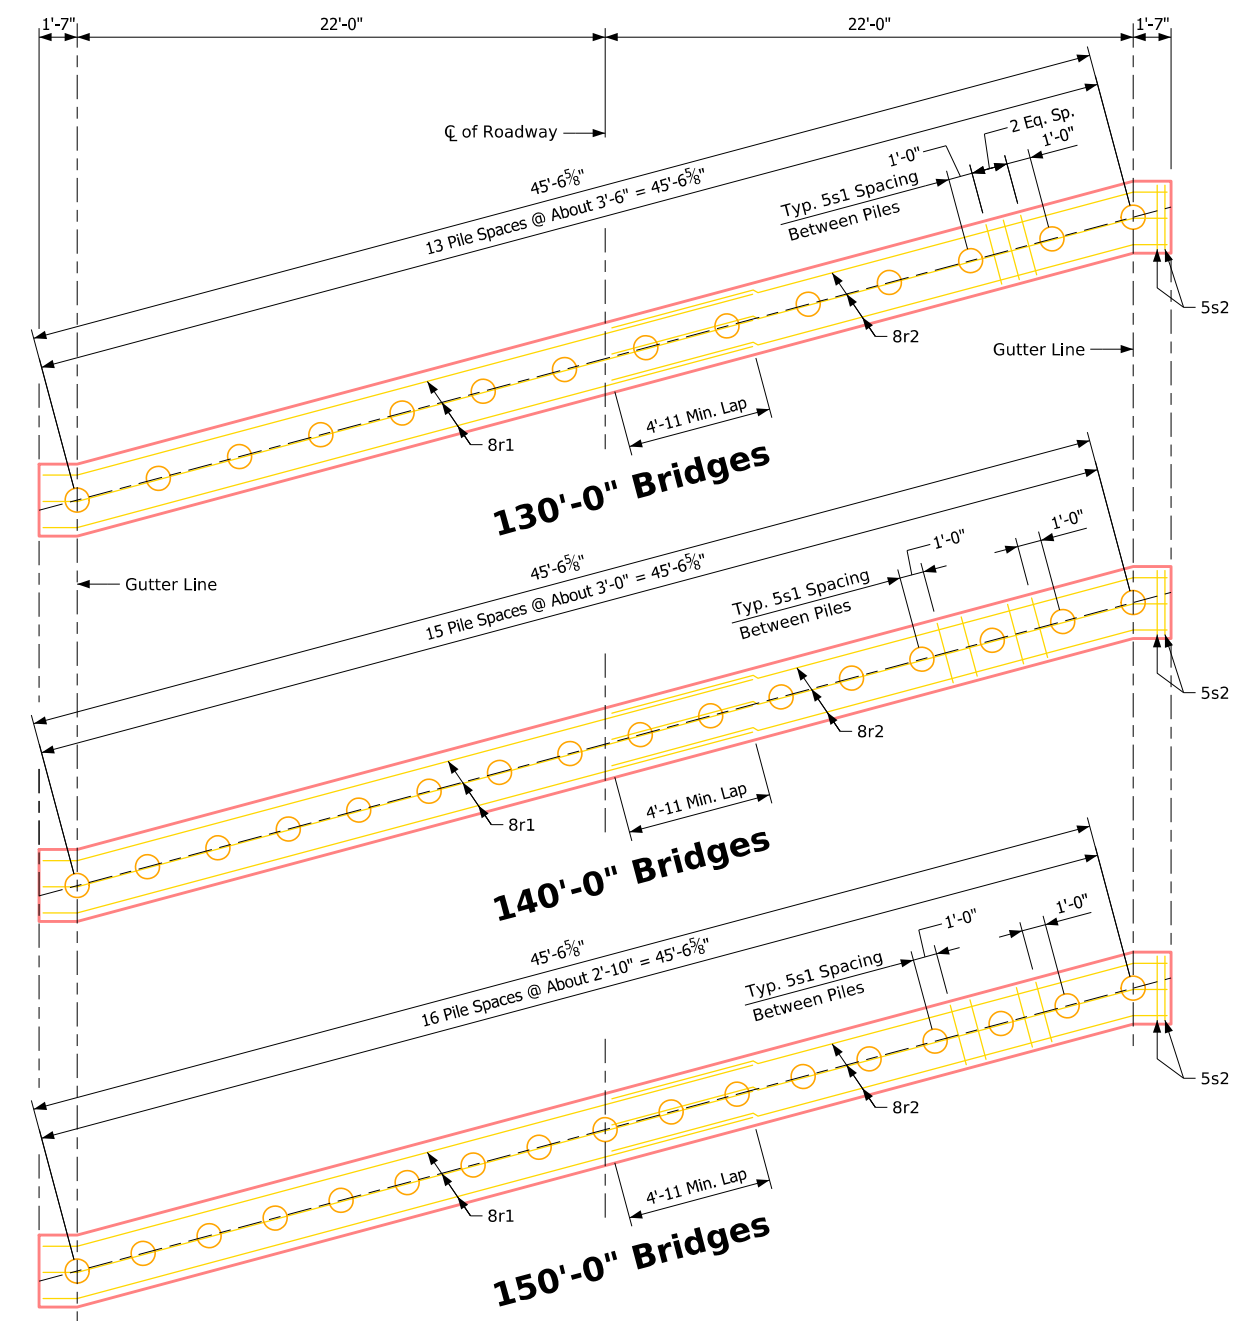 1'-7"
22'-0"
22'-0"
1'-7"
℄ of Roadway
45'-6⅝"
13 Pile Spaces @ About 3'-6" = 45'-6⅝"
2 Eq. Sp.
1'-0"
1'-0"
Typ. 5s1 Spacing
Between Piles
5s2
8r2
Gutter Line
4'-11 Min. Lap
8r1
130'-0" Bridges
Gutter Line
45'-6⅝"
15 Pile Spaces @ About 3'-0" = 45'-6⅝"
1'-0"
1'-0"
Typ. 5s1 Spacing
Between Piles
5s2
8r2
4'-11 Min. Lap
8r1
140'-0" Bridges
45'-6⅝"
16 Pile Spaces @ About 2'-10" = 45'-6⅝"
1'-0"
1'-0"
Typ. 5s1 Spacing
Between Piles
5s2
8r2
4'-11 Min. Lap
8r1
150'-0" Bridges